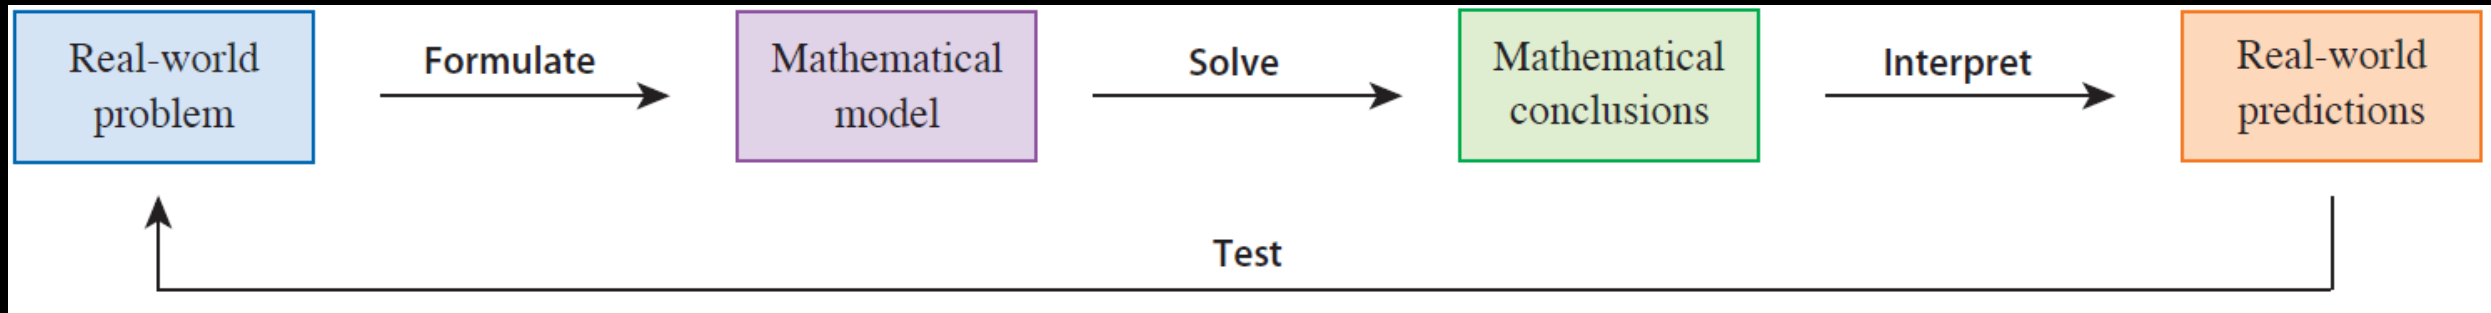 Real-world
problem
Formulate
Mathematical
model
Solve
Mathematical
conclusions
Interpret
Real-world
predictions
Test